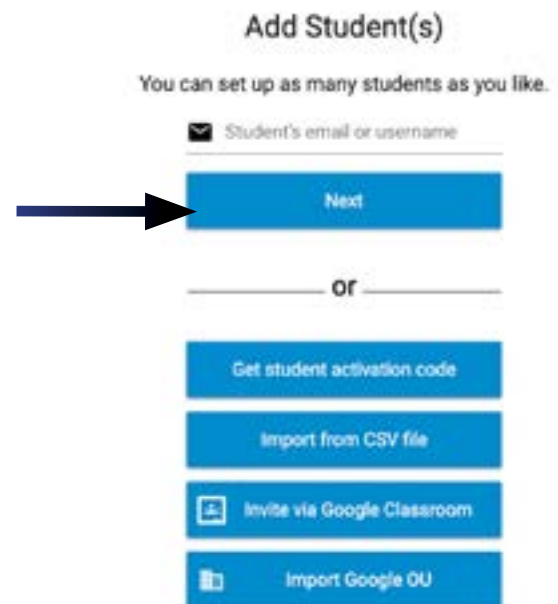 Add Student(s)
You can set up as many students as you like.
Student's email or username
Next
or
Get student activation code
Import from CSV file
Invite via Google Classroom
Import Google OU